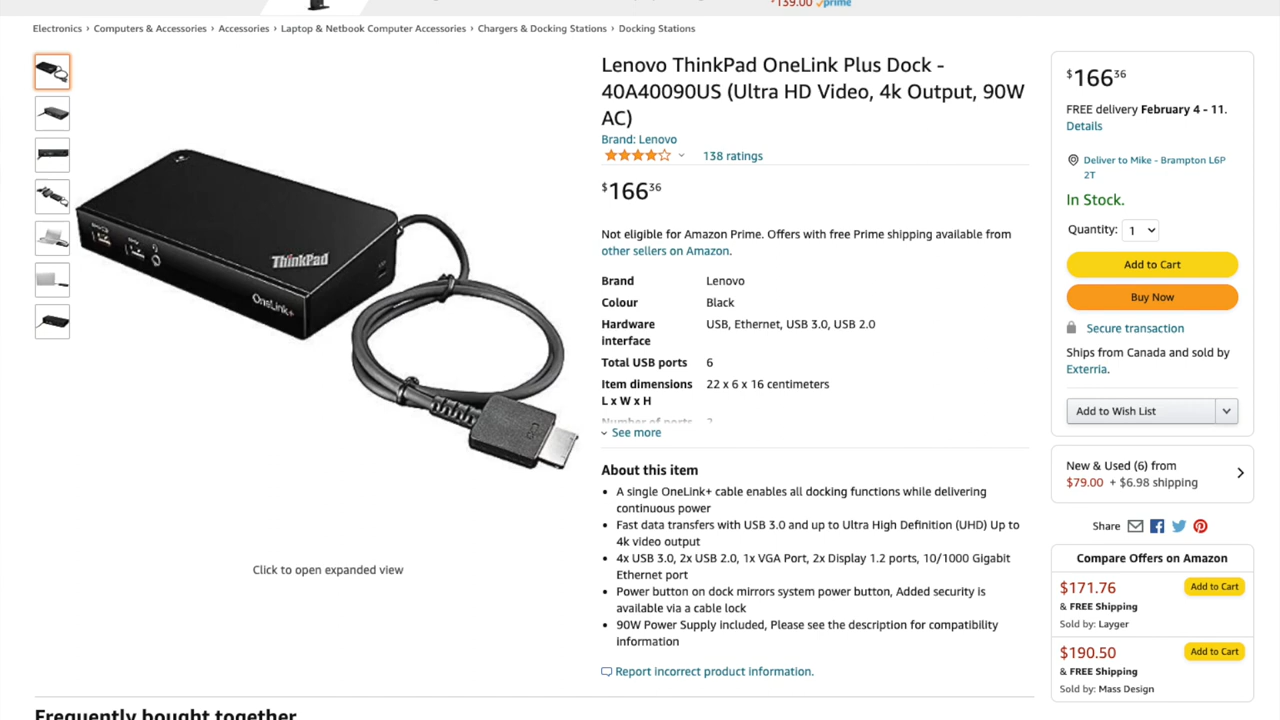 $139.00 prime
Electronics › Computers & Accessories › Accessories › Laptop & Netbook Computer Accessories › Chargers & Docking Stations › Docking Stations
ThinkPad
OneLink+
Click to open expanded view
Lenovo ThinkPad OneLink Plus Dock -
40A40090US (Ultra HD Video, 4k Output, 90W
AC)
Brand: Lenovo
138 ratings
$166 36
Not eligible for Amazon Prime. Offers with free Prime shipping available from
other sellers on Amazon.
Brand Lenovo
Colour Black
Hardware USB, Ethernet, USB 3.0, USB 2.0
interface
Total USB ports 6
Item dimensions 22 x 6 x 16 centimeters
L x W x H
Number of ports
See more
About this item
• A single OneLink+ cable enables all docking functions while delivering
continuous power
• Fast data transfers with USB 3.0 and up to Ultra High Definition (UHD) Up to
4k video output
• 4x USB 3.0, 2x USB 2.0, 1x VGA Port, 2x Display 1.2 ports, 10/1000 Gigabit
Ethernet port
• Power button on dock mirrors system power button, Added security is
available via a cable lock
• 90W Power Supply included, Please see the description for compatibility
information
Report incorrect product information.
Frequently bought together
$166 36
FREE delivery February 4 - 11.
Details
Deliver to Mike - Brampton L6P
2T
In Stock.
Quantity: 1
Add to Cart
Buy Now
Secure transaction
Ships from Canada and sold by
Exterria.
Add to Wish List
New & Used (6) from
$79.00 + $6.98 shipping
Share
Compare Offers on Amazon
$171.76 Add to Cart
& FREE Shipping
Sold by: Layger
$190.50 Add to Cart
& FREE Shipping
Sold by: Mass Design